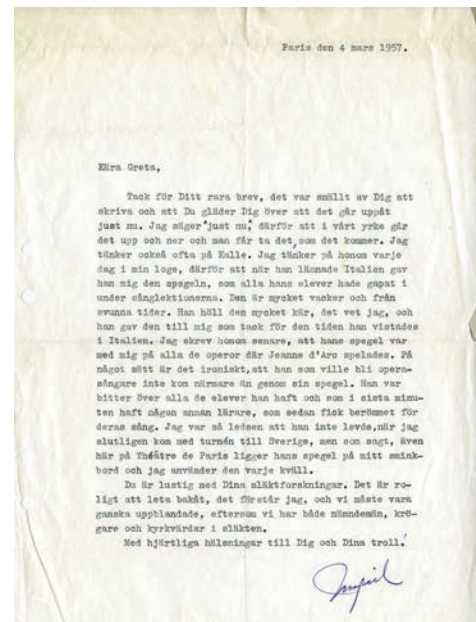 Paris den 4 mars 1957.
Kära Greta,
Tack för Ditt rara brev, det var snällt av Dig att
skriva och att Du gläder Dig över att det går uppåt
just nu. Jag säger "just nu", därför att i vårt yrke går
det upp och ner och man får ta det, som det kommer. Jag
tänker också ofta på Kalle. Jag tänker på honom varje
dag i min loge, därför att när han lämnade Italien gav
han mig den spegeln, som alla hans elever hade gapat i
under sånglektionerna. Den är mycket vacker och från
svunna tider. Han höll den mycket kär, det vet jag, och
han gav den till mig som tack för den tiden han vistades
i Italien. Jag skrev honom senare, att hans spegel var
med mig på alla de operor där Jeanne d'Arc spelades. På
något sätt är det ironiskt, att han som ville bli opera-
sångare inte kom närmare än genom sin spegel. Han var
bitter över alla de elever han haft och som i sista minu-
ten haft någon annan lärare, som sedan fick berömmet för
deras sång. Jag var så ledsen att han inte levde, när jag
slutligen kom med turnén till Sverige, men som sagt, även
här på Théâtre de Paris ligger hans spegel på mitt smink-
bord och jag använder den varje kväll.
Du är lustig med Dina släktforskningar. Det är ro-
ligt att leta bakåt, det förstår jag, och vi måste vara
ganska uppblandade, eftersom vi har både nämndemän, krö-
gare och kyrkvärdar i släkten.
Med hjärtliga hälsningar till Dig och Dina troll.